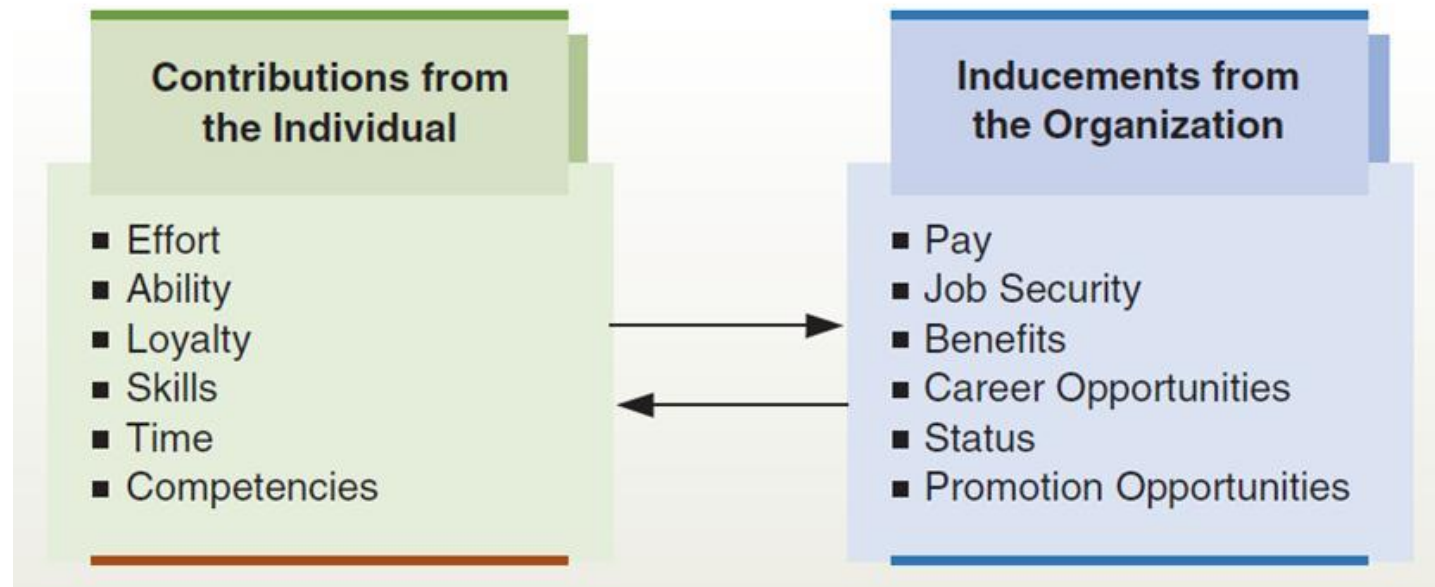 Contributions from
the Individual
■ Effort
■ Ability
■ Loyalty
■ Skills
■ Time
■ Competencies
Inducements from
the Organization
■ Pay
■ Job Security
■ Benefits
■ Career Opportunities
■ Status
■ Promotion Opportunities